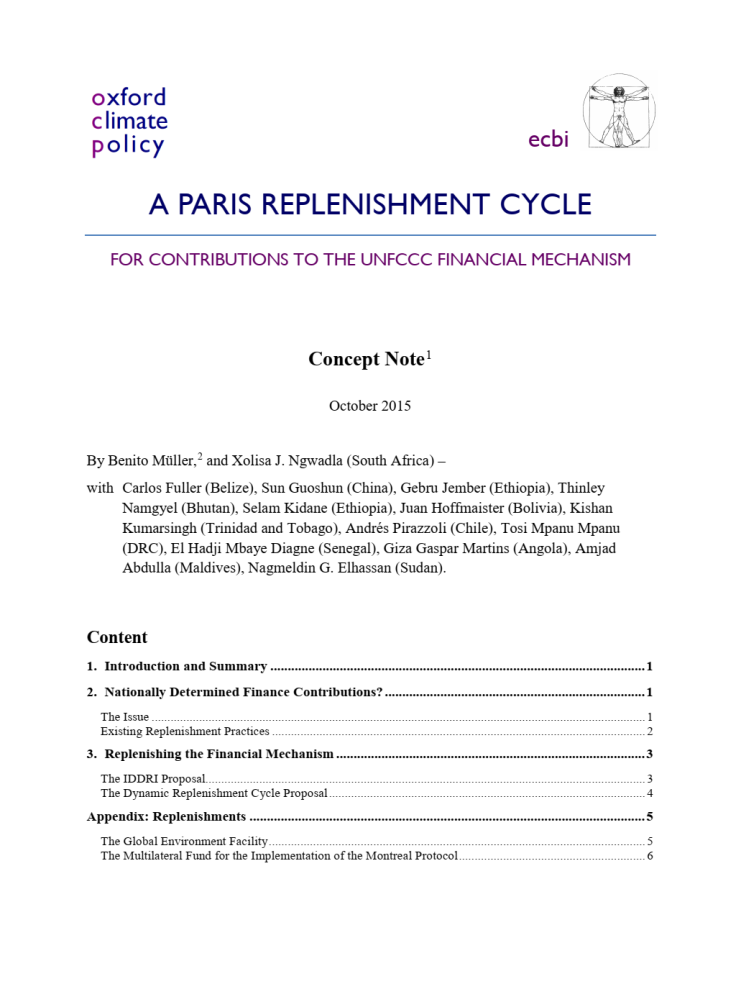 oxford
climate
policy
ecbi
A PARIS REPLENISHMENT CYCLE
FOR CONTRIBUTIONS TO THE UNFCCC FINANCIAL MECHANISM
Concept Note1
October 2015
By Benito Müller,2 and Xolisa J. Ngwadla (South Africa) –
with Carlos Fuller (Belize), Sun Guoshun (China), Gebru Jember (Ethiopia), Thinley
Namgyel (Bhutan), Selam Kidane (Ethiopia), Juan Hoffmaister (Bolivia), Kishan
Kumarsingh (Trinidad and Tobago), Andrés Pirazzoli (Chile), Tosi Mpanu Mpanu
(DRC), El Hadji Mbaye Diagne (Senegal), Giza Gaspar Martins (Angola), Amjad
Abdulla (Maldives), Nagmeldin G. Elhassan (Sudan).
Content
1. Introduction and Summary ... 1
2. Nationally Determined Finance Contributions? ... 1
The Issue ... 1
Existing Replenishment Practices ... 2
3. Replenishing the Financial Mechanism ... 3
The IDDRI Proposal ... 3
The Dynamic Replenishment Cycle Proposal ... 4
Appendix: Replenishments ... 5
The Global Environment Facility ... 5
The Multilateral Fund for the Implementation of the Montreal Protocol ... 6